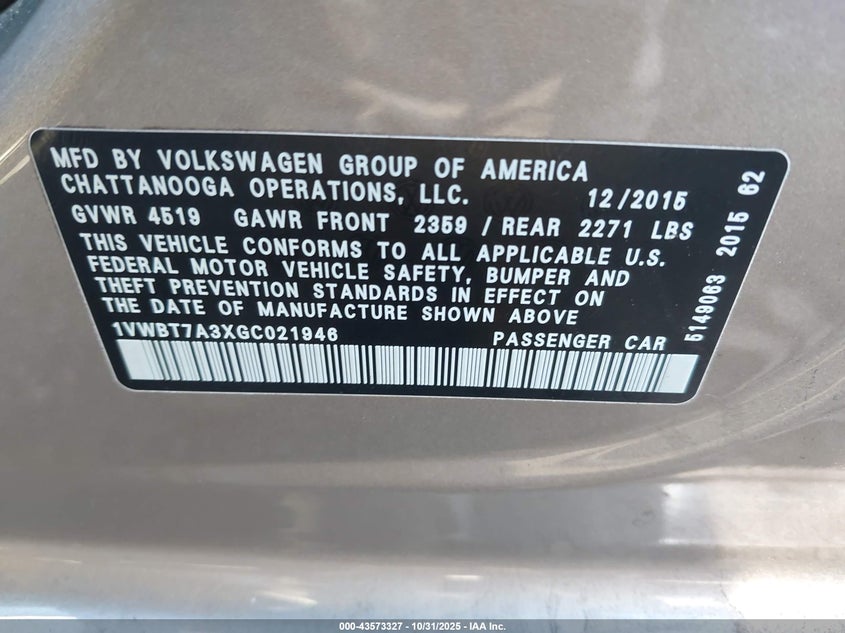 MFD BY VOLKSWAGEN GROUP OF AMERICA
CHATTANOOGA OPERATIONS, LLC. 12/2015
GVWR 4519 GAWR FRONT 2359 / REAR 2271 LBS
THIS VEHICLE CONFORMS TO ALL APPLICABLE U.S.
FEDERAL MOTOR VEHICLE SAFETY, BUMPER AND
THEFT PREVENTION STANDARDS IN EFFECT ON
THE DATE OF MANUFACTURE SHOWN ABOVE
1VWBT7A3XGC021946 PASSENGER CAR
5149063 2015 62
000-43573327 - 10/31/2025 - IAA Inc.